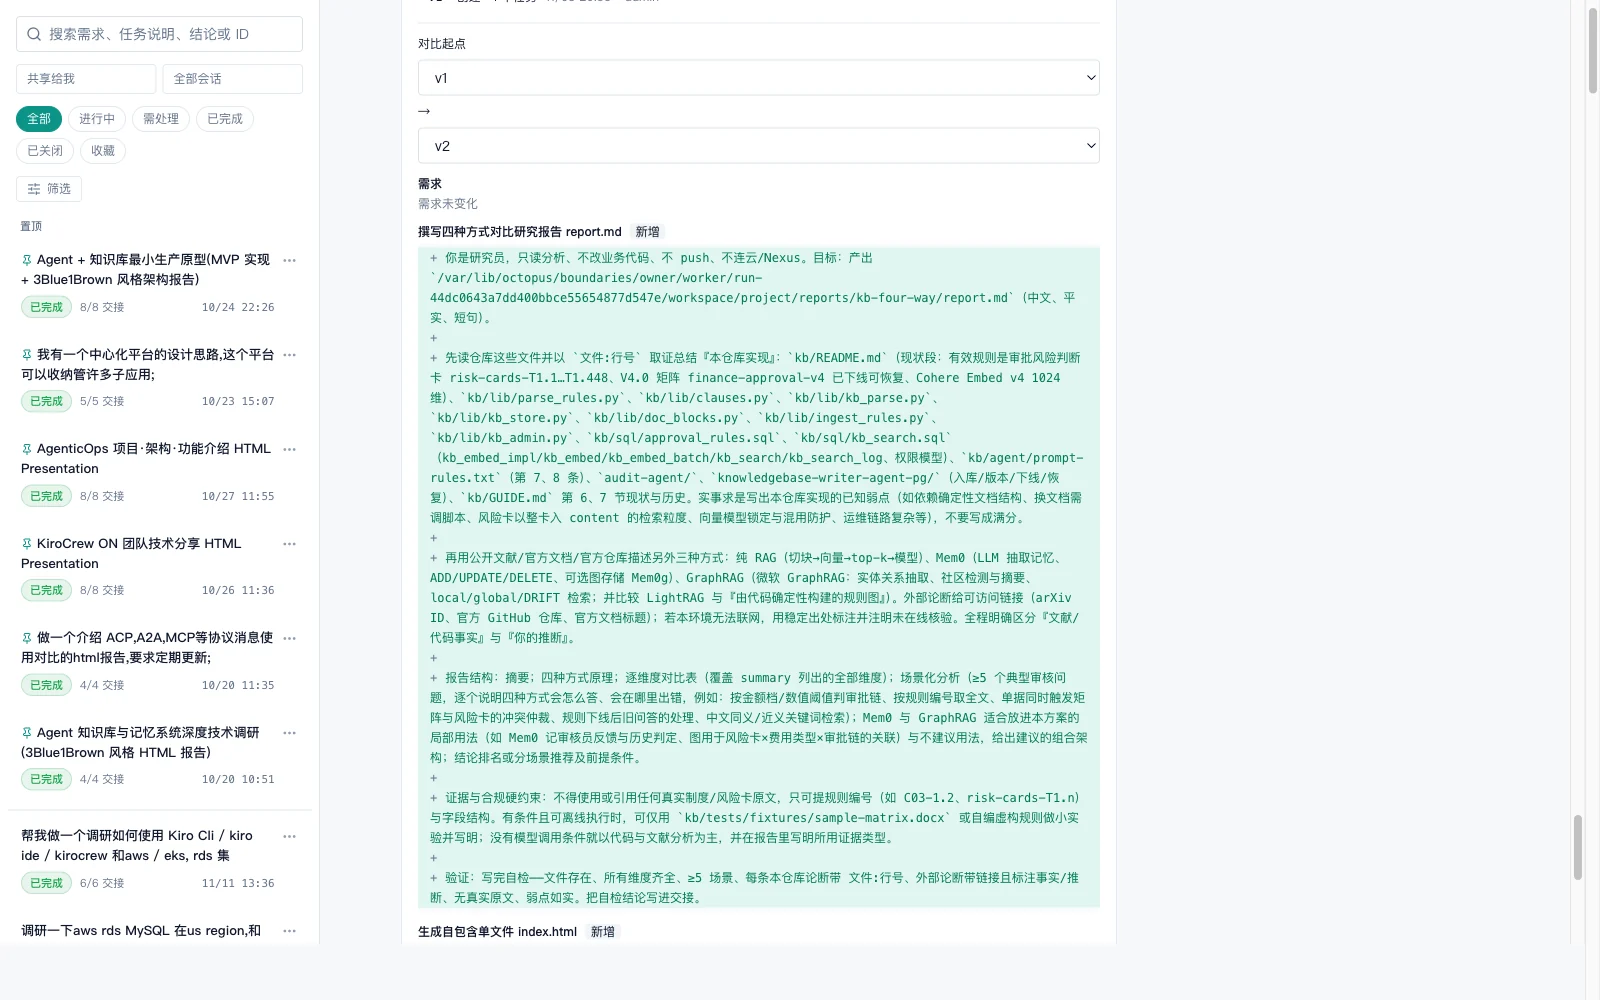 搜索需求、任务说明、结论或 ID
共享给我
全部会话
全部
进行中
需处理
已完成
已关闭
收藏
筛选
置顶
Agent + 知识库最小生产原型(MVP 实现
+ 3Blue1Brown 风格架构报告)
已完成 8/8 交接 10/24 22:26
我有一个中心化平台的设计思路,这个平台
可以收纳管许多子应用;
已完成 5/5 交接 10/23 15:07
AgenticOps 项目·架构·功能介绍 HTML
Presentation
已完成 8/8 交接 10/27 11:55
KiroCrew ON 团队技术分享 HTML
Presentation
已完成 8/8 交接 10/26 11:36
做一个介绍 ACP,A2A,MCP等协议消息使
用对比的html报告,要求定期更新;
已完成 4/4 交接 10/20 11:35
Agent 知识库与记忆系统深度技术调研
(3Blue1Brown 风格 HTML 报告)
已完成 4/4 交接 10/20 10:51
帮我做一个调研如何使用 Kiro Cli / kiro
ide / kirocrew 和aws / eks, rds 集
已完成 6/6 交接 11/11 13:36
调研一下aws rds MySQL 在us region,和
对比起点
v1
→
v2
需求
需求未变化
撰写四种方式对比研究报告 report.md 新增
+ 你是研究员，只读分析、不改业务代码、不 push、不连云/Nexus。目标：产出
`/var/lib/octopus/boundaries/owner/worker/run-
44dc0643a7dd400bbce55654877d547e/workspace/project/reports/kb-four-way/report.md`（中文、平
实、短句）。
+
+ 先读仓库这些文件并以 `文件:行号` 取证总结『本仓库实现』：`kb/README.md`（现状段：有效规则是审批风险判断
卡 risk-cards-T1.1…T1.448、V4.0 矩阵 finance-approval-v4 已下线可恢复、Cohere Embed v4 1024
维）、`kb/lib/parse_rules.py`、`kb/lib/clauses.py`、`kb/lib/kb_parse.py`、
`kb/lib/kb_store.py`、`kb/lib/doc_blocks.py`、`kb/lib/ingest_rules.py`、
`kb/lib/kb_admin.py`、`kb/sql/approval_rules.sql`、`kb/sql/kb_search.sql`
（kb_embed_impl/kb_embed/kb_embed_batch/kb_search/kb_search_log、权限模型）、`kb/agent/prompt-
rules.txt`（第 7、8 条）、`audit-agent/`、`knowledgebase-writer-agent-pg/`（入库/版本/下线/恢
复）、`kb/GUIDE.md` 第 6、7 节现状与历史。实事求是写出本仓库实现的已知弱点（如依赖确定性文档结构、换文档需
调脚本、风险卡以整卡入 content 的检索粒度、向量模型锁定与混用防护、运维链路复杂等），不要写成满分。
+
+ 再用公开文献/官方文档/官方仓库描述另外三种方式：纯 RAG（切块→向量→top-k→模型）、Mem0（LLM 抽取记忆、
ADD/UPDATE/DELETE、可选图存储 Mem0g）、GraphRAG（微软 GraphRAG：实体关系抽取、社区检测与摘要、
local/global/DRIFT 检索；并比较 LightRAG 与『由代码确定性构建的规则图』）。外部论断给可访问链接（arXiv
ID、官方 GitHub 仓库、官方文档标题）；若本环境无法联网，用稳定出处标注并注明未在线核验。全程明确区分『文献/
代码事实』与『你的推断』。
+
+ 报告结构：摘要；四种方式原理；逐维度对比表（覆盖 summary 列出的全部维度）；场景化分析（≥5 个典型审核问
题，逐个说明四种方式会怎么答、会在哪里出错，例如：按金额档/数值阈值判审批链、按规则编号取全文、单据同时触发矩
阵与风险卡的冲突仲裁、规则下线后旧问答的处理、中文同义/近义关键词检索）；Mem0 与 GraphRAG 适合放进本方案的
局部用法（如 Mem0 记审核员反馈与历史判定、图用于风险卡×费用类型×审批链的关联）与不建议用法，给出建议的组合架
构；结论排名或分场景推荐及前提条件。
+
+ 证据与合规硬约束：不得使用或引用任何真实制度/风险卡原文，只可提规则编号（如 C03-1.2、risk-cards-T1.n）
与字段结构。有条件且可离线执行时，可仅用 `kb/tests/fixtures/sample-matrix.docx` 或自编虚构规则做小实
验并写明；没有模型调用条件就以代码与文献分析为主，并在报告里写明所用证据类型。
+
+ 验证：写完自检——文件存在、所有维度齐全、≥5 场景、每条本仓库论断带 文件:行号、外部论断带链接且标注事实/推
断、无真实原文、弱点如实。把自检结论写进交接。
生成自包含单文件 index.html 新增